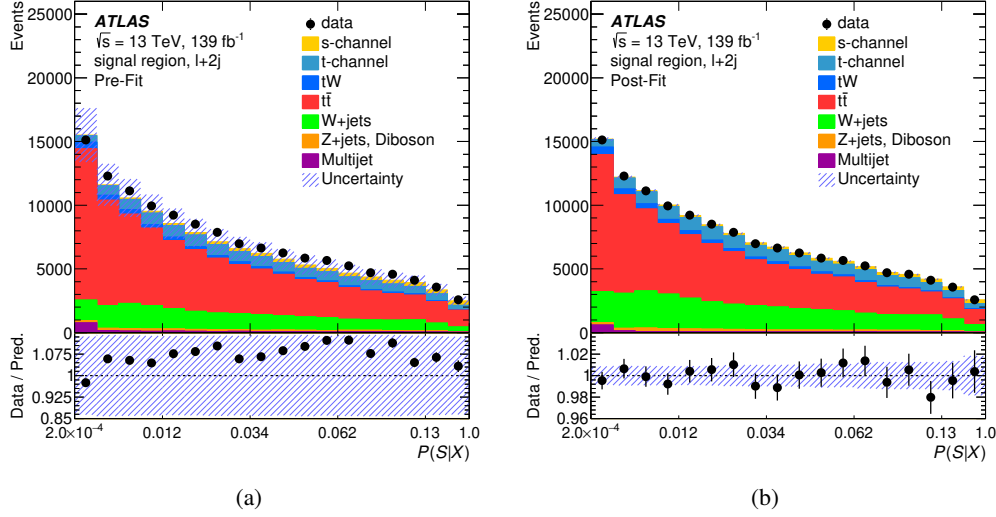 Events
25000
20000
15000
10000
5000
0
ATLAS
√s = 13 TeV, 139 fb⁻¹
signal region, l+2j
Pre-Fit
data
s-channel
t-channel
tW
tt̄
W+jets
Z+jets, Diboson
Multijet
Uncertainty
Data / Pred.
1.075
1
0.925
0.85
2.0×10⁻⁴ 0.012 0.034 0.062 0.13 1.0
P(S|X)
(a)
Events
25000
20000
15000
10000
5000
0
ATLAS
√s = 13 TeV, 139 fb⁻¹
signal region, l+2j
Post-Fit
data
s-channel
t-channel
tW
tt̄
W+jets
Z+jets, Diboson
Multijet
Uncertainty
Data / Pred.
1.02
1
0.98
0.96
2.0×10⁻⁴ 0.012 0.034 0.062 0.13 1.0
P(S|X)
(b)